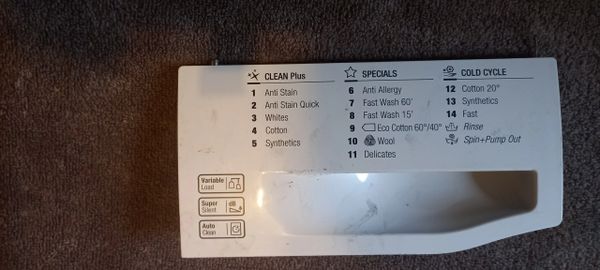 CLEAN Plus
1 Anti Stain
2 Anti Stain Quick
3 Whites
4 Cotton
5 Synthetics
SPECIALS
6 Anti Allergy
7 Fast Wash 60'
8 Fast Wash 15'
9 Eco Cotton 60°/40°
10 Wool
11 Delicates
COLD CYCLE
12 Cotton 20°
13 Synthetics
14 Fast
Rinse
Spin+Pump Out
Variable
Load
Super
Silent
Auto
Clean